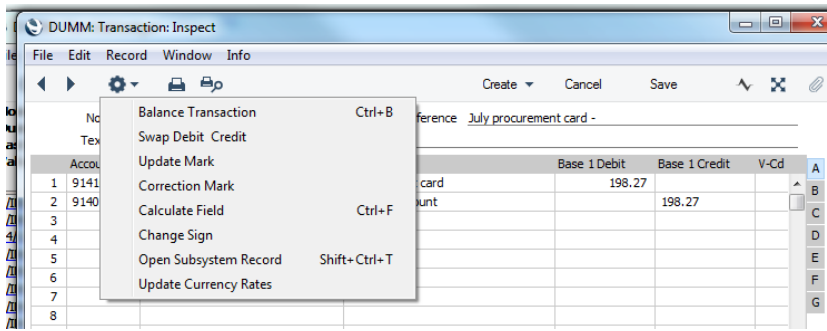 DUMM: Transaction: Inspect
File Edit Record Window Info
Create Cancel Save
No
ference July procurement card -
Tex
Balance Transaction Ctrl+B
Swap Debit Credit
Update Mark
Correction Mark
Calculate Field Ctrl+F
Change Sign
Open Subsystem Record Shift+Ctrl+T
Update Currency Rates
Accou Base 1 Debit Base 1 Credit V-Cd
1 9141 card 198.27
2 9140 unt 198.27
3
4
5
6
7
8
A
B
C
D
E
F
G